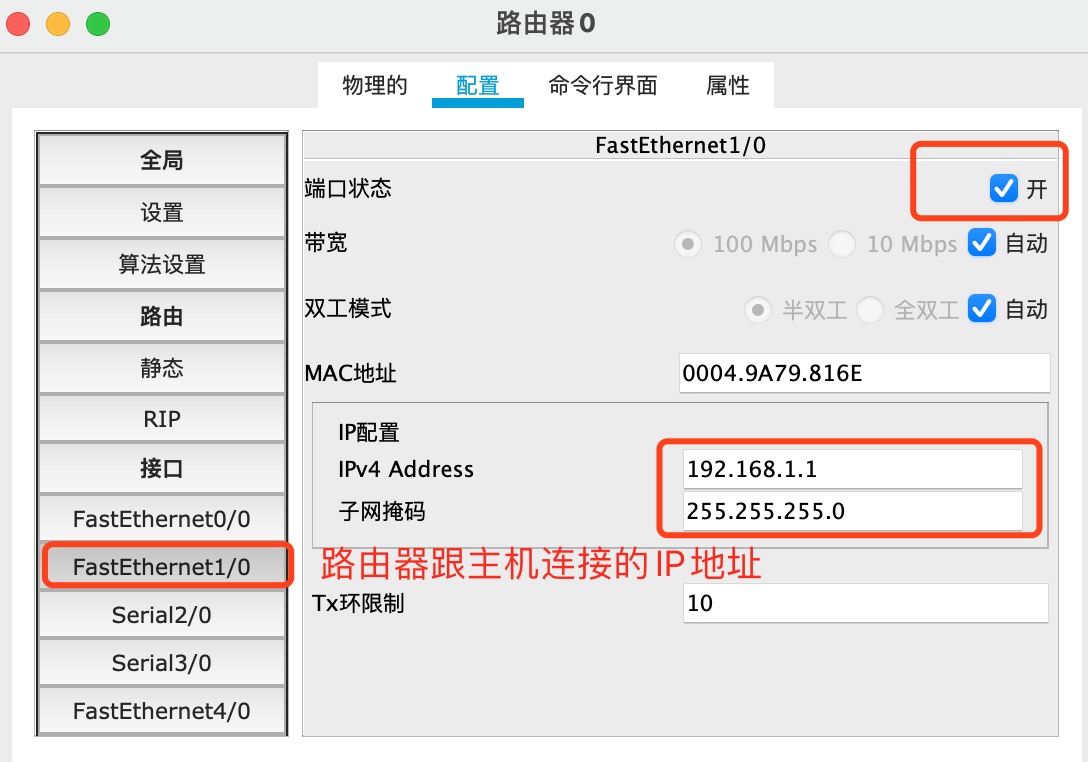 路由器0
物理的 配置 命令行界面 属性
全局
设置
算法设置
路由
静态
RIP
接口
FastEthernet0/0
FastEthernet1/0
Serial2/0
Serial3/0
FastEthernet4/0
FastEthernet1/0
端口状态 开
带宽 100 Mbps 10 Mbps 自动
双工模式 半双工 全双工 自动
MAC地址 0004.9A79.816E
IP配置
IPv4 Address 192.168.1.1
子网掩码 255.255.255.0
路由器跟主机连接的IP地址
Tx环限制 10